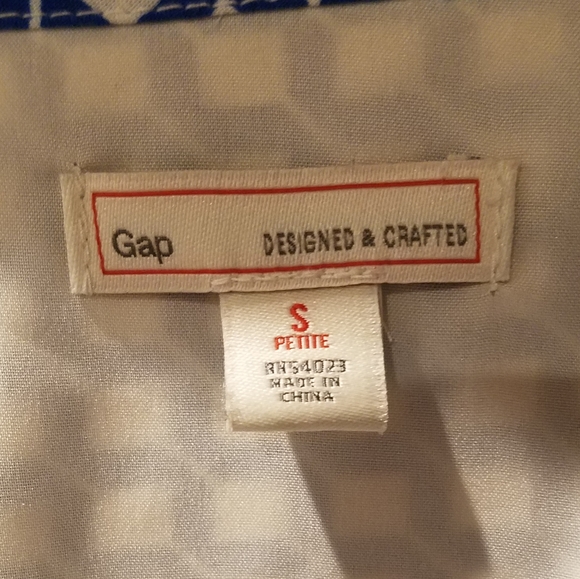 Gap DESIGNED & CRAFTED
S
PETITE
RN54023
MADE IN
CHINA